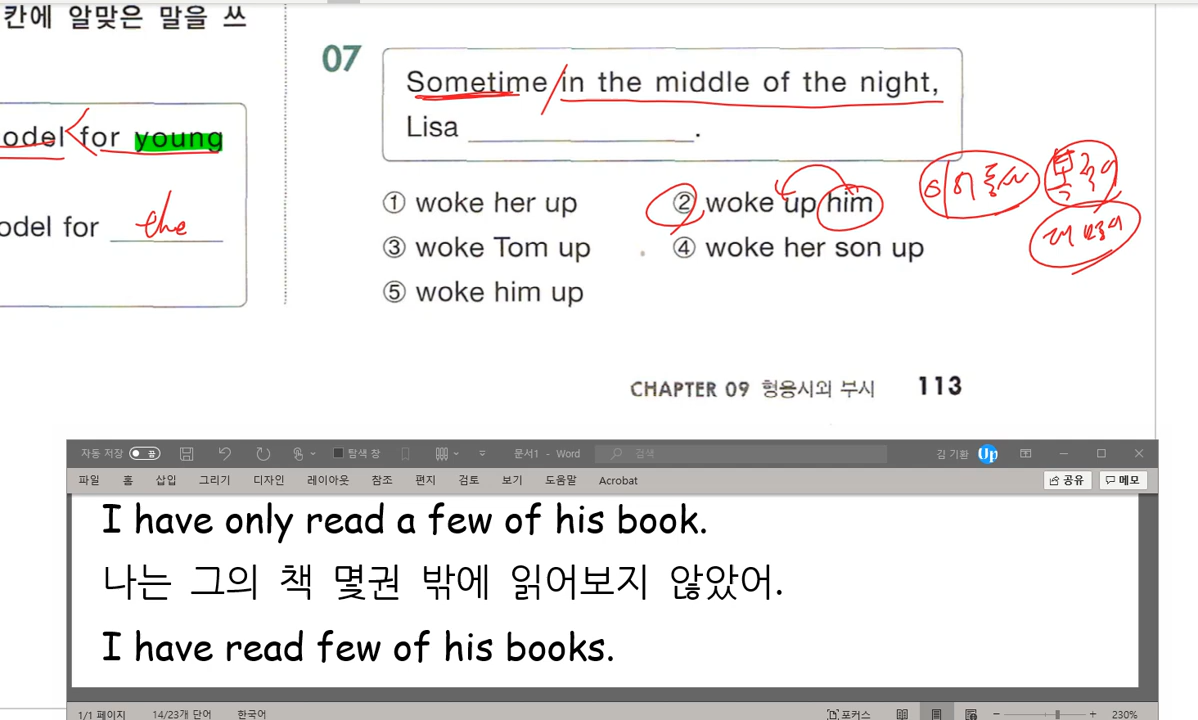 칸에 알맞은 말을 쓰
odel for young
odel for the
07
Sometime in the middle of the night,
Lisa ____________.
① woke her up
② woke up him
③ woke Tom up
④ woke her son up
⑤ woke him up
이어동사
목적어
대명사
CHAPTER 09 형용사와 부사 113
자동 저장 끔 탐색 창 문서1 - Word 검색 김 기환 Up
파일 홈 삽입 그리기 디자인 레이아웃 참조 편지 검토 보기 도움말 Acrobat 공유 메모
I have only read a few of his book.
나는 그의 책 몇권 밖에 읽어보지 않았어.
I have read few of his books.
1/1 페이지 14/23개 단어 한국어 포커스 230%